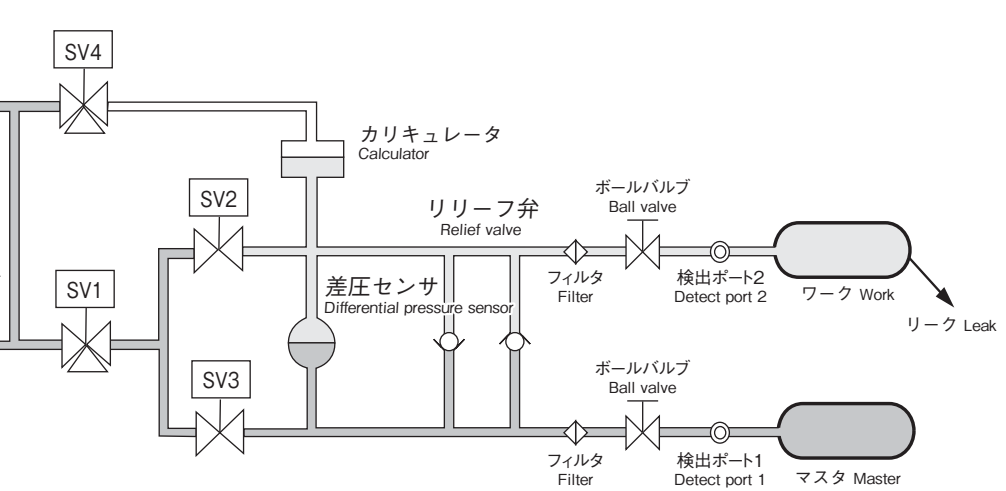 SV4
カリキュレータ
Calculator
SV2
リリーフ弁
Relief valve
ボールバルブ
Ball valve
SV1
差圧センサ
Differential pressure sensor
フィルタ
Filter
検出ポート2
Detect port 2
ワーク Work
リーク Leak
SV3
ボールバルブ
Ball valve
フィルタ
Filter
検出ポート1
Detect port 1
マスタ Master